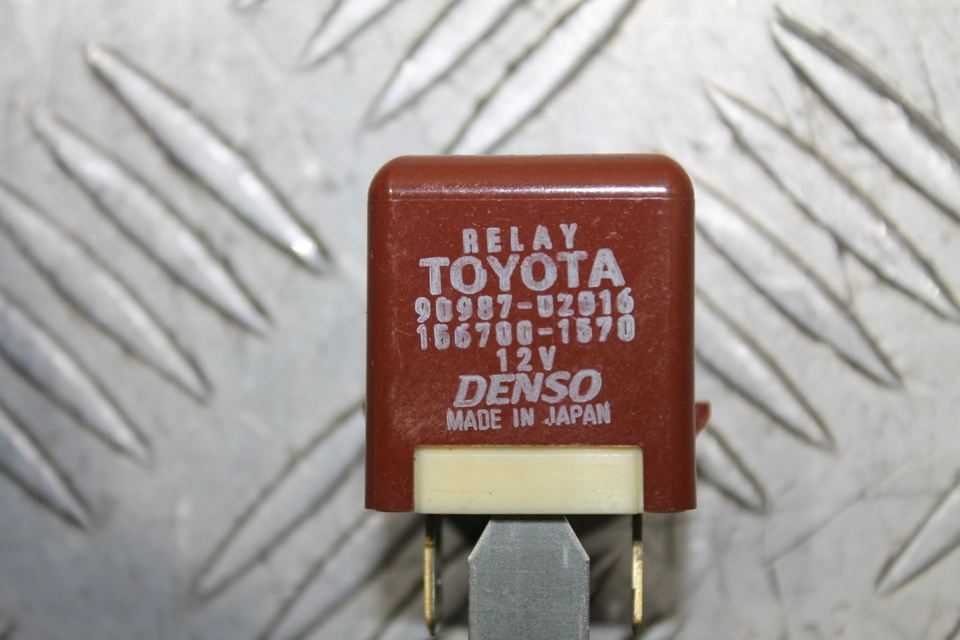 RELAY
TOYOTA
90987-02016
156700-1570
12V
DENSO
MADE IN JAPAN